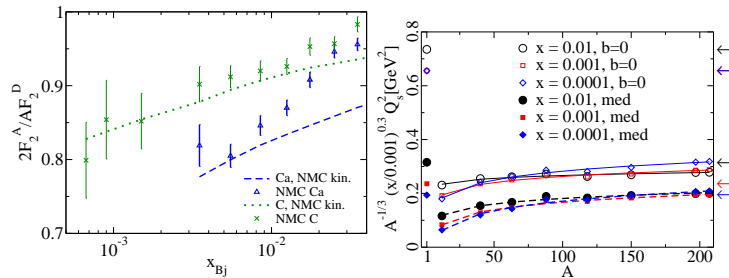 1
0.9
0.8
0.7
2F₂ᴬ/AF₂ᴰ
Ca, NMC kin.
NMC Ca
C, NMC kin.
NMC C
10⁻³
10⁻²
x_Bj
0.8
0.6
0.4
0.2
0
A⁻¹/³ (x/0.001)⁰·³ Qₛ²[GeV²]
x = 0.01, b=0
x = 0.001, b=0
x = 0.0001, b=0
x = 0.01, med
x = 0.001, med
x = 0.0001, med
1
50
100
150
200
A